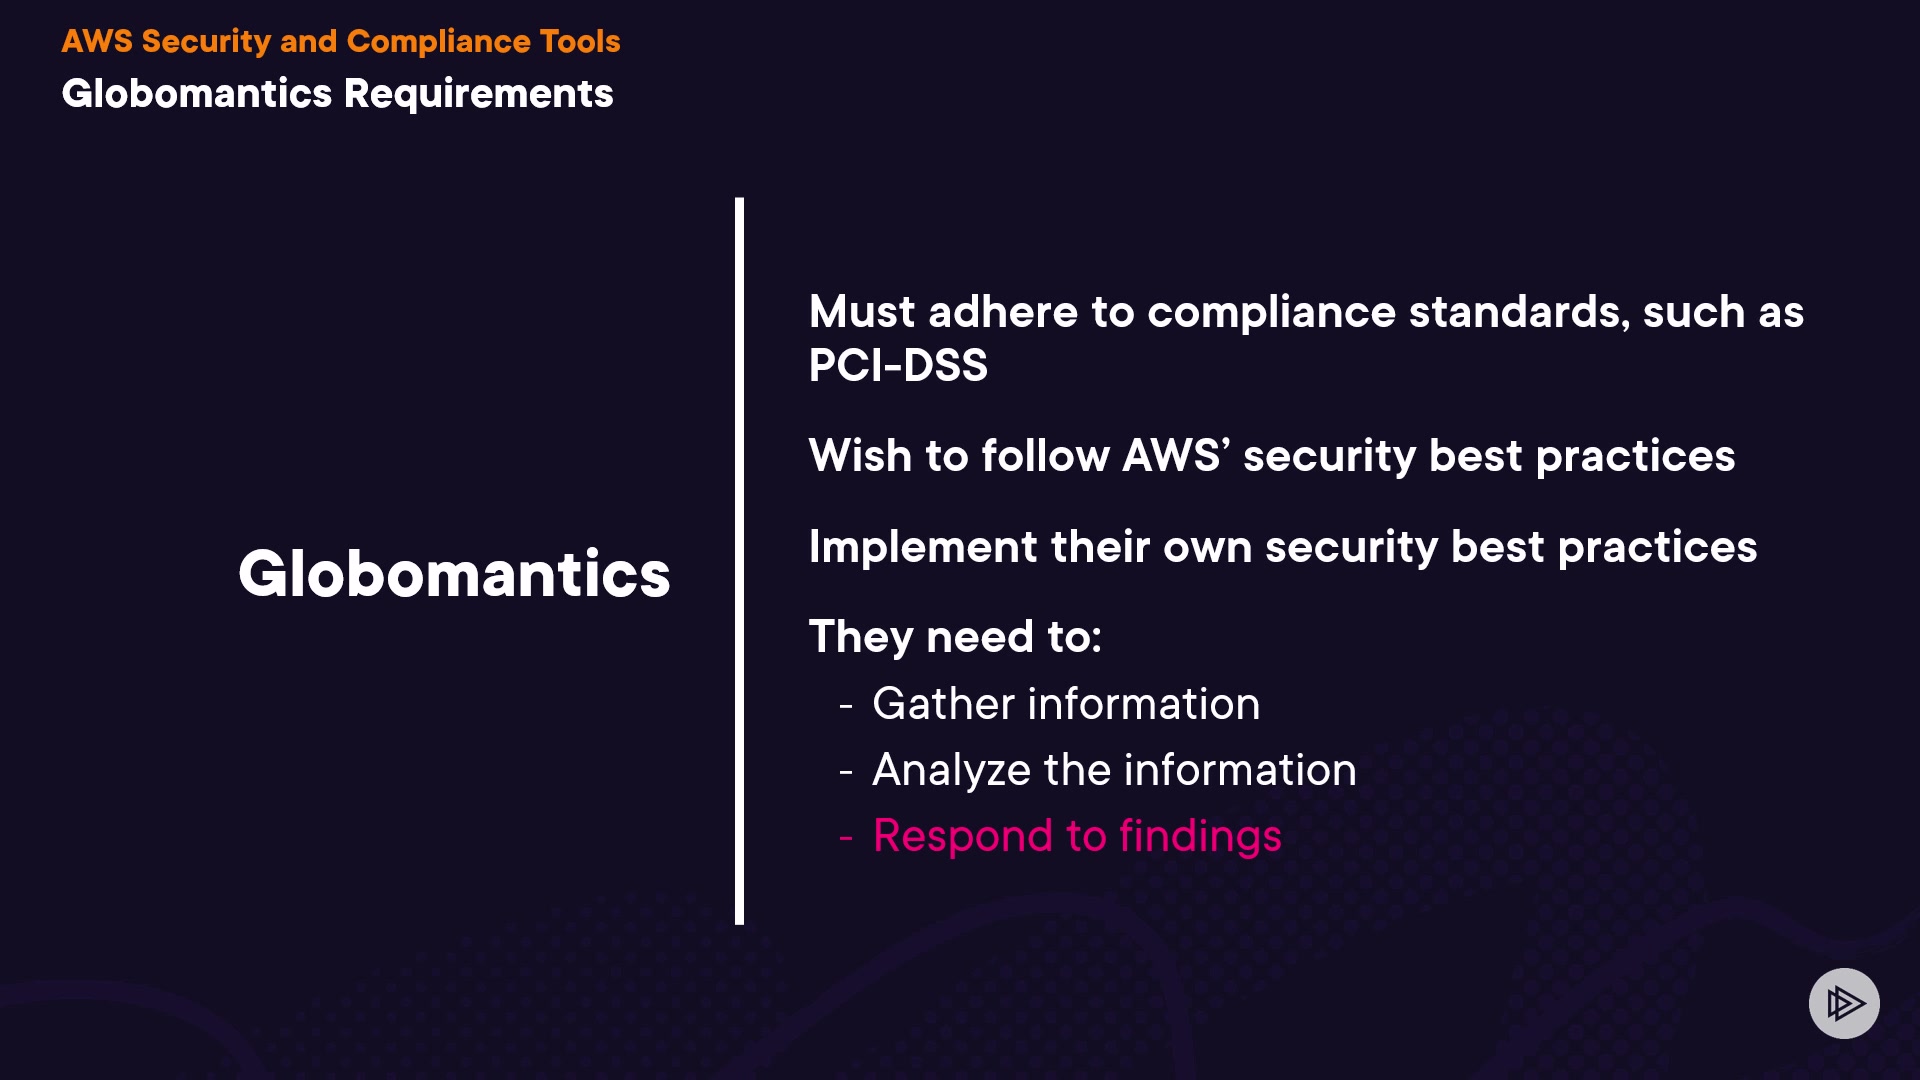 AWS Security and Compliance Tools
Globomantics Requirements
Globomantics
Must adhere to compliance standards, such as
PCI-DSS
Wish to follow AWS’ security best practices
Implement their own security best practices
They need to:
- Gather information
- Analyze the information
- Respond to findings